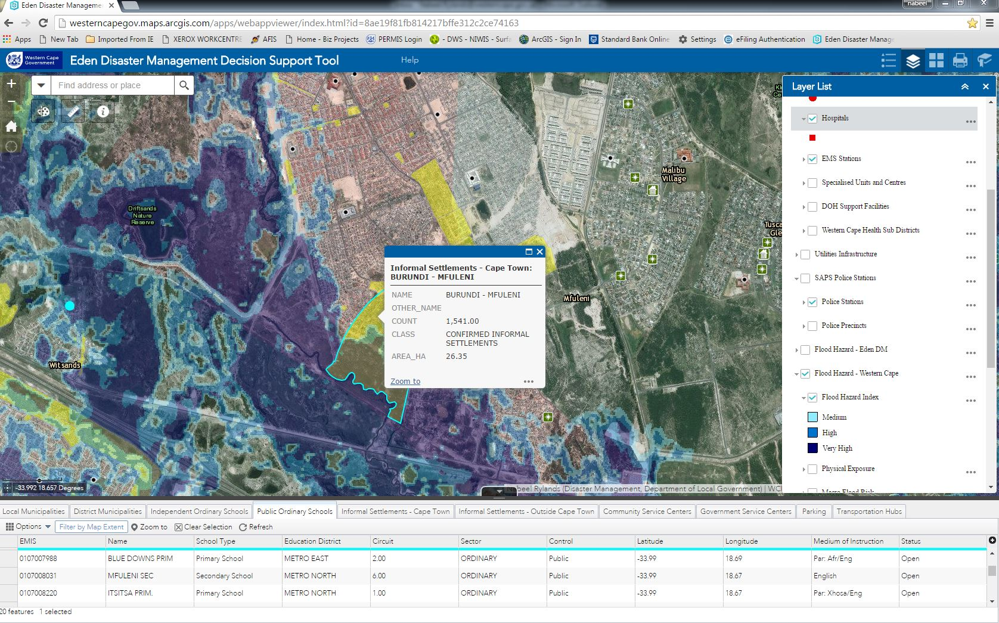 Eden Disaster Manageme
nabeel
westerncapegov.maps.arcgis.com/apps/webappviewer/index.html?id=8ae19f81fb814217bffe312c2ce74163
Apps New Tab Imported From IE XEROX WORKCENTRE AFIS Home - Biz Projects PERMIS Login - DWS - NIWIS - Surfa ArcGIS - Sign In Standard Bank Online Settings eFiling Authentication Eden Disaster Manage
Western Cape
Government
Eden Disaster Management Decision Support Tool
Help
Find address or place
Layer List
Hospitals
EMS Stations
Specialised Units and Centres
DOH Support Facilities
Western Cape Health Sub Districts
Utilities Infrastructure
SAPS Police Stations
Police Stations
Police Precincts
Flood Hazard - Eden DM
Flood Hazard - Western Cape
Flood Hazard Index
Medium
High
Very High
Physical Exposure
Macro Flood Risk
Malibu
Village
Driftsands
Nature
Reserve
Tusca
Gle
Mfuleni
Witsands
Informal Settlements - Cape Town:
BURUNDI - MFULENI
NAME BURUNDI - MFULENI
OTHER_NAME
COUNT 1,541.00
CLASS CONFIRMED INFORMAL
SETTLEMENTS
AREA_HA 26.35
Zoom to
-33.992 18.657 Degrees
Nabeel Rylands (Disaster Management, Department of Local Government) | WC
Local Municipalities District Municipalities Independent Ordinary Schools Public Ordinary Schools Informal Settlements - Cape Town Informal Settlements - Outside Cape Town Community Service Centers Government Service Centers Parking Transportation Hubs
Options Filter by Map Extent Zoom to Clear Selection Refresh
EMIS Name School Type Education District Circuit Sector Control Latitude Longitude Medium of Instruction Status
0107007988 BLUE DOWNS PRIM Primary School METRO EAST 2.00 ORDINARY Public -33.99 18.69 Par: Afr/Eng Open
0107008031 MFULENI SEC Secondary School METRO NORTH 6.00 ORDINARY Public -33.99 18.67 English Open
0107008220 ITSITSA PRIM. Primary School METRO NORTH 1.00 ORDINARY Public -33.99 18.67 Par: Xhosa/Eng Open
20 features 1 selected